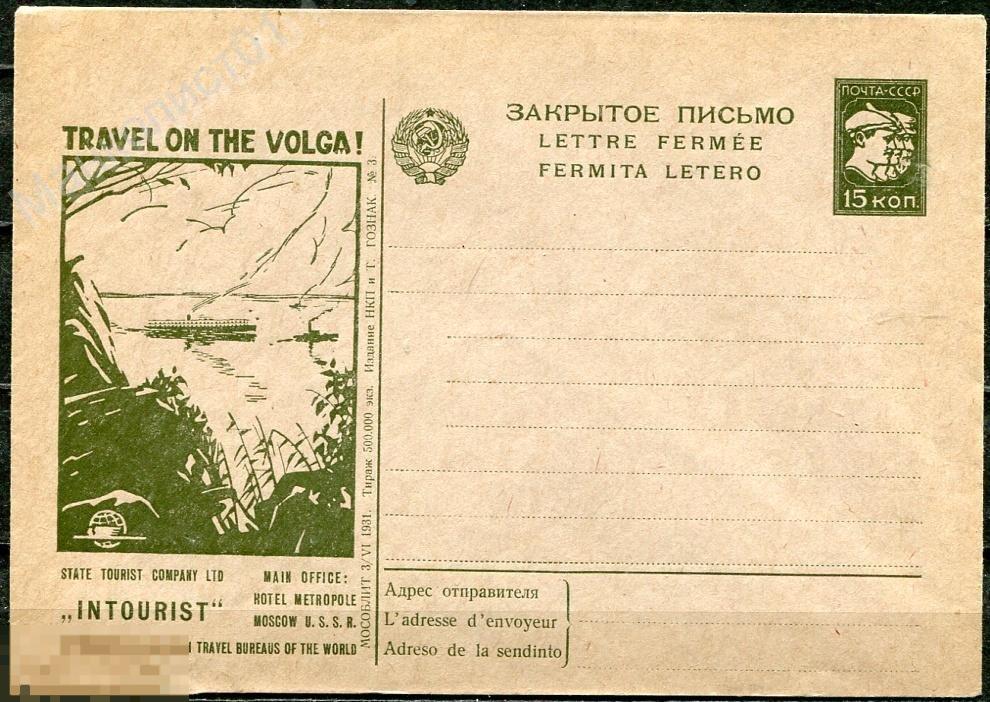 TRAVEL ON THE VOLGA!
STATE TOURIST COMPANY LTD
„INTOURIST“
MAIN OFFICE:
HOTEL METROPOLE
MOSCOW U.S.S.R.
TRAVEL BUREAUS OF THE WORLD
МОСОБЛИТ 3/VI 1931. Тираж 500.000 экз. Издание НКП и Т. ГОЗНАК. № 3.
ЗАКРЫТОЕ ПИСЬМО
LETTRE FERMÉE
FERMITA LETERO
ПОЧТА-СССР
15 КОП.
Адрес отправителя
L'adresse d'envoyeur
Adreso de la sendinto